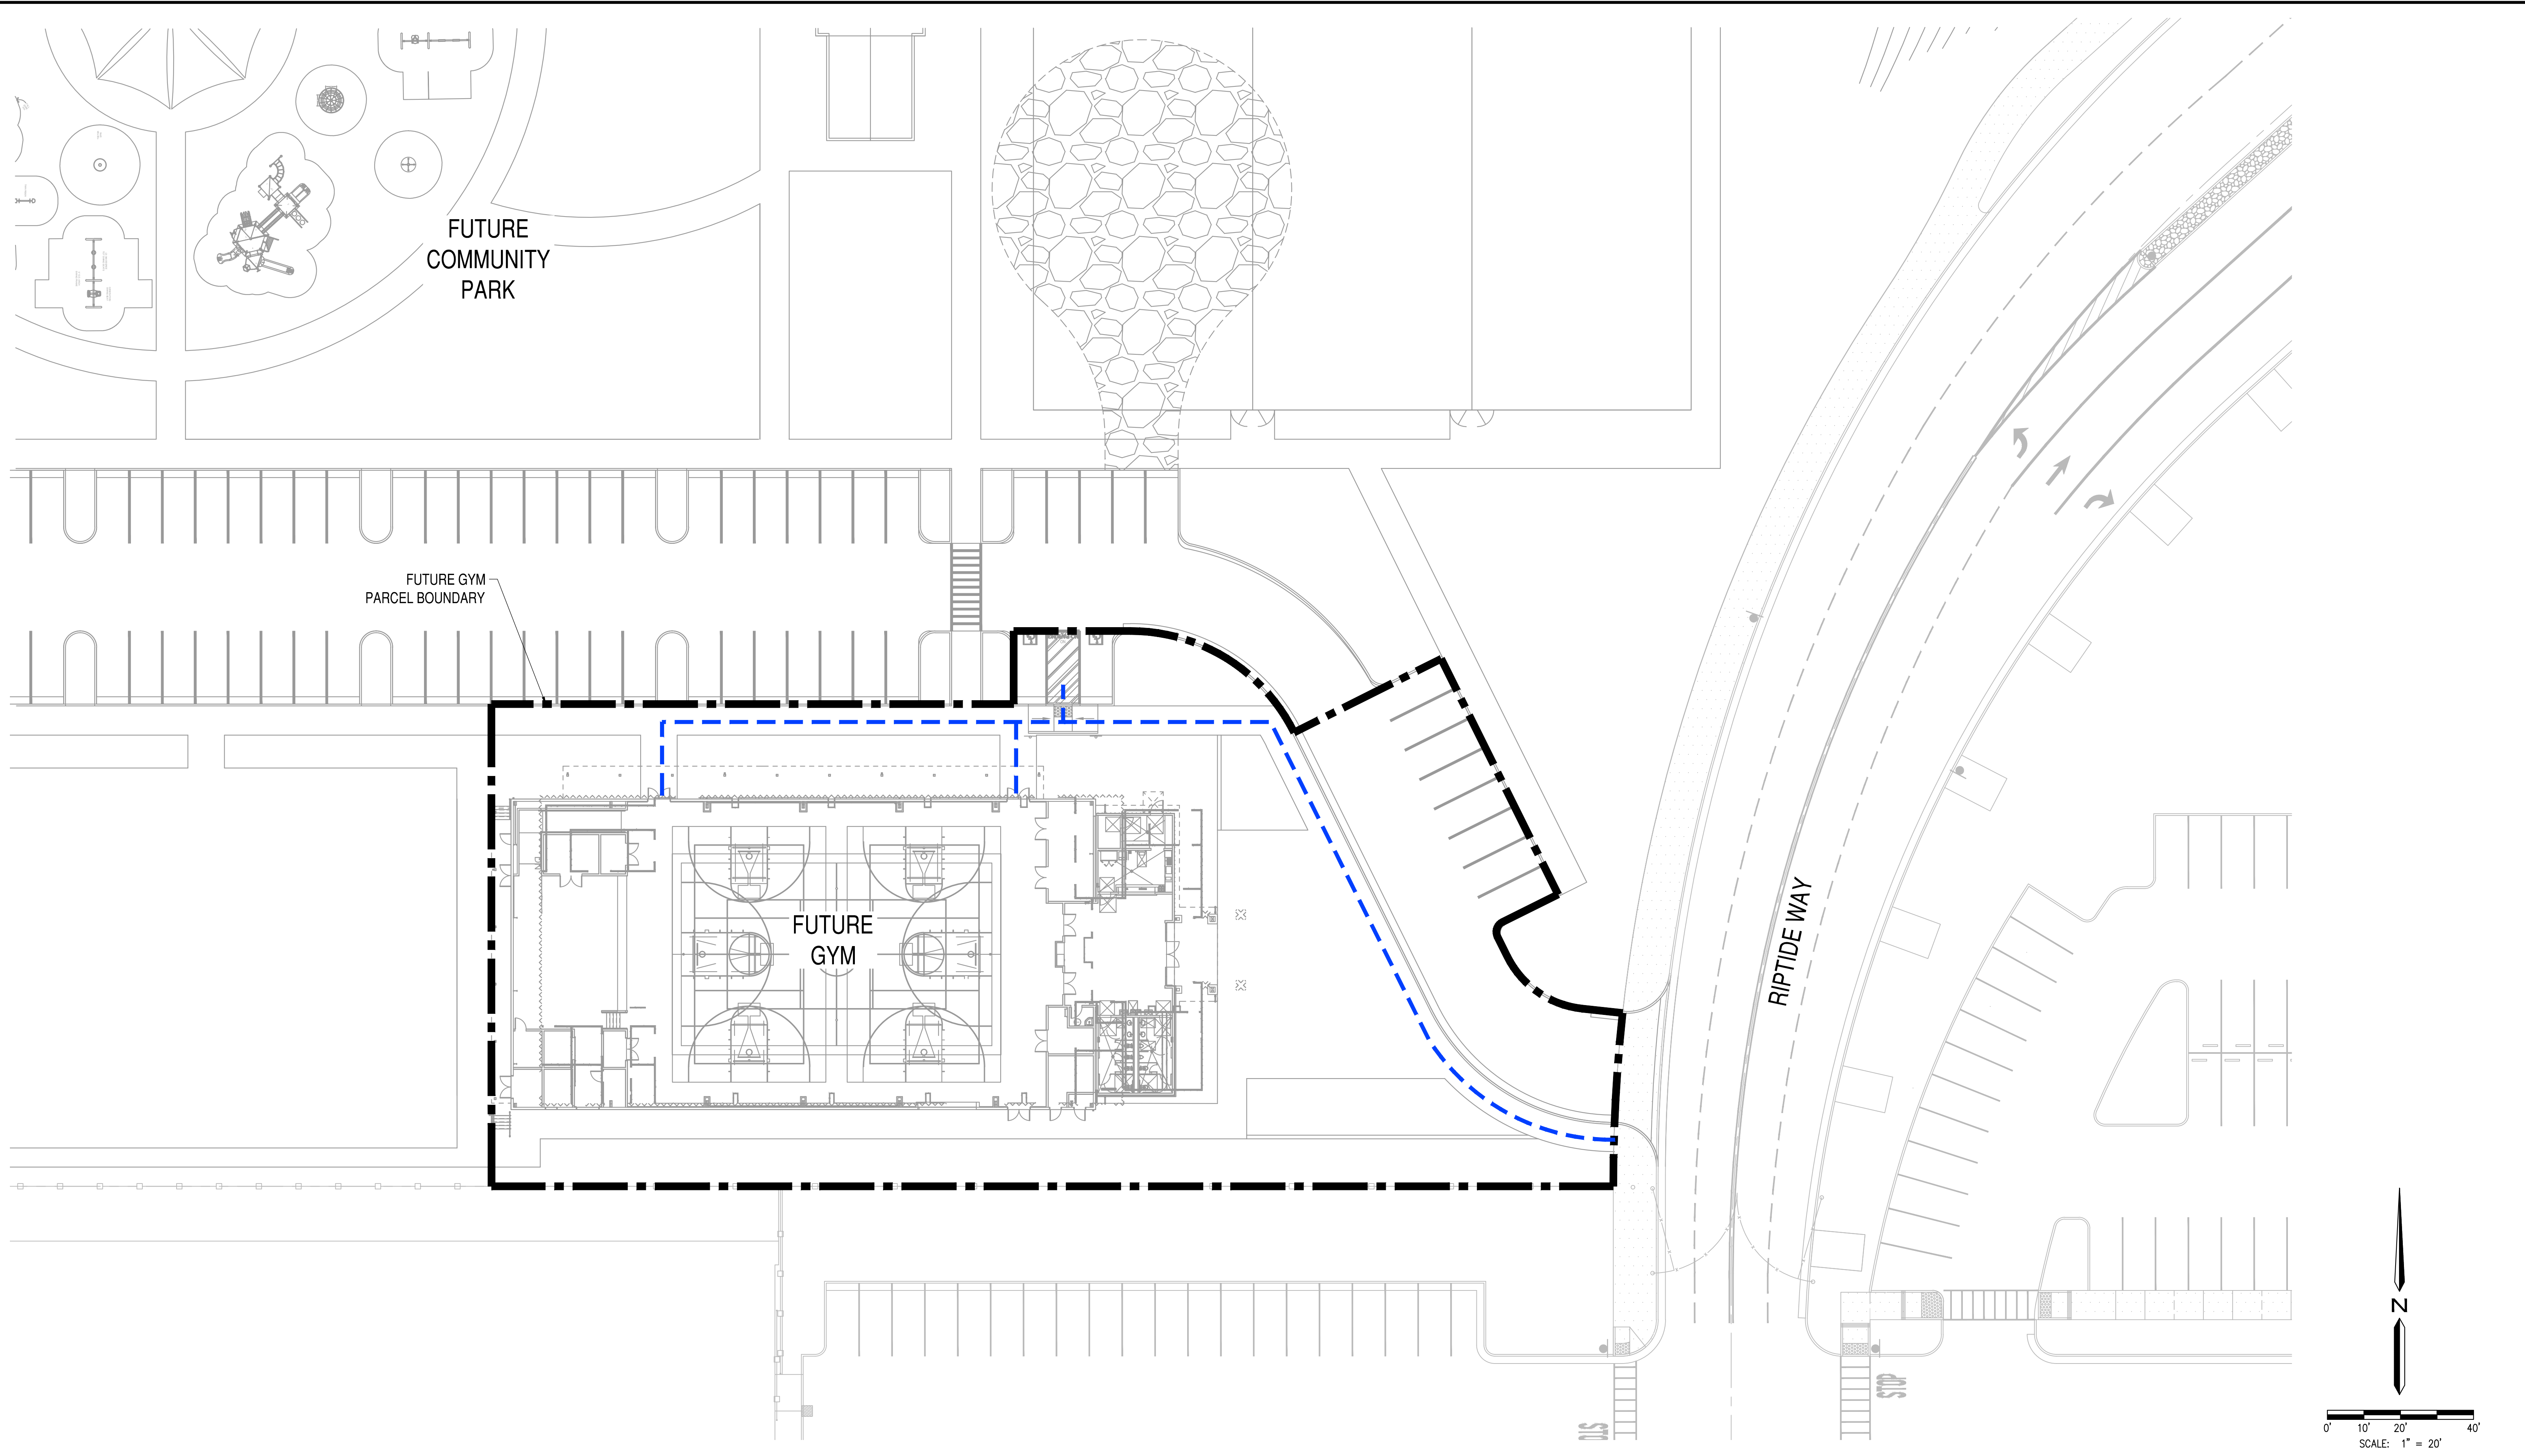 FUTURE
COMMUNITY
PARK
FUTURE GYM
PARCEL BOUNDARY
FUTURE
GYM
RIPTIDE WAY
STOP
STOP
N
0' 10' 20' 40'
SCALE: 1" = 20'